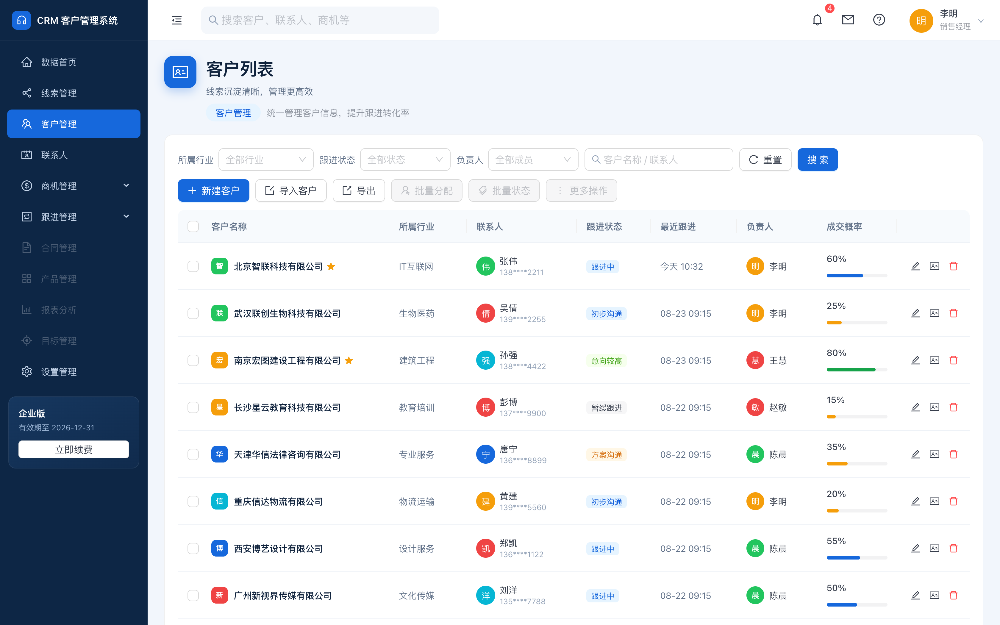 CRM 客户管理系统
搜索客户、联系人、商机等
4
明
李明
销售经理
数据首页
线索管理
客户管理
联系人
商机管理
跟进管理
合同管理
产品管理
报表分析
目标管理
设置管理
企业版
有效期至 2026-12-31
立即续费
客户列表
线索沉淀清晰，管理更高效
客户管理 统一管理客户信息，提升跟进转化率
所属行业 全部行业 跟进状态 全部状态 负责人 全部成员 客户名称 / 联系人 重置 搜 索
新建客户 导入客户 导出 批量分配 批量状态 更多操作
客户名称 所属行业 联系人 跟进状态 最近跟进 负责人 成交概率
智 北京智联科技有限公司 IT互联网 伟 张伟 138****2211 跟进中 今天 10:32 明 李明 60%
联 武汉联创生物科技有限公司 生物医药 倩 吴倩 139****2255 初步沟通 08-23 09:15 明 李明 25%
宏 南京宏图建设工程有限公司 建筑工程 强 孙强 138****4422 意向较高 08-23 09:15 慧 王慧 80%
星 长沙星云教育科技有限公司 教育培训 博 彭博 137****9900 暂缓跟进 08-22 09:15 敏 赵敏 15%
华 天津华信法律咨询有限公司 专业服务 宁 唐宁 136****8899 方案沟通 08-22 09:15 晨 陈晨 35%
信 重庆信达物流有限公司 物流运输 建 黄建 139****5560 初步沟通 08-22 09:15 明 李明 20%
博 西安博艺设计有限公司 设计服务 凯 郑凯 136****1122 跟进中 08-22 09:15 晨 陈晨 55%
新 广州新视界传媒有限公司 文化传媒 洋 刘洋 135****7788 跟进中 08-22 09:15 晨 陈晨 50%